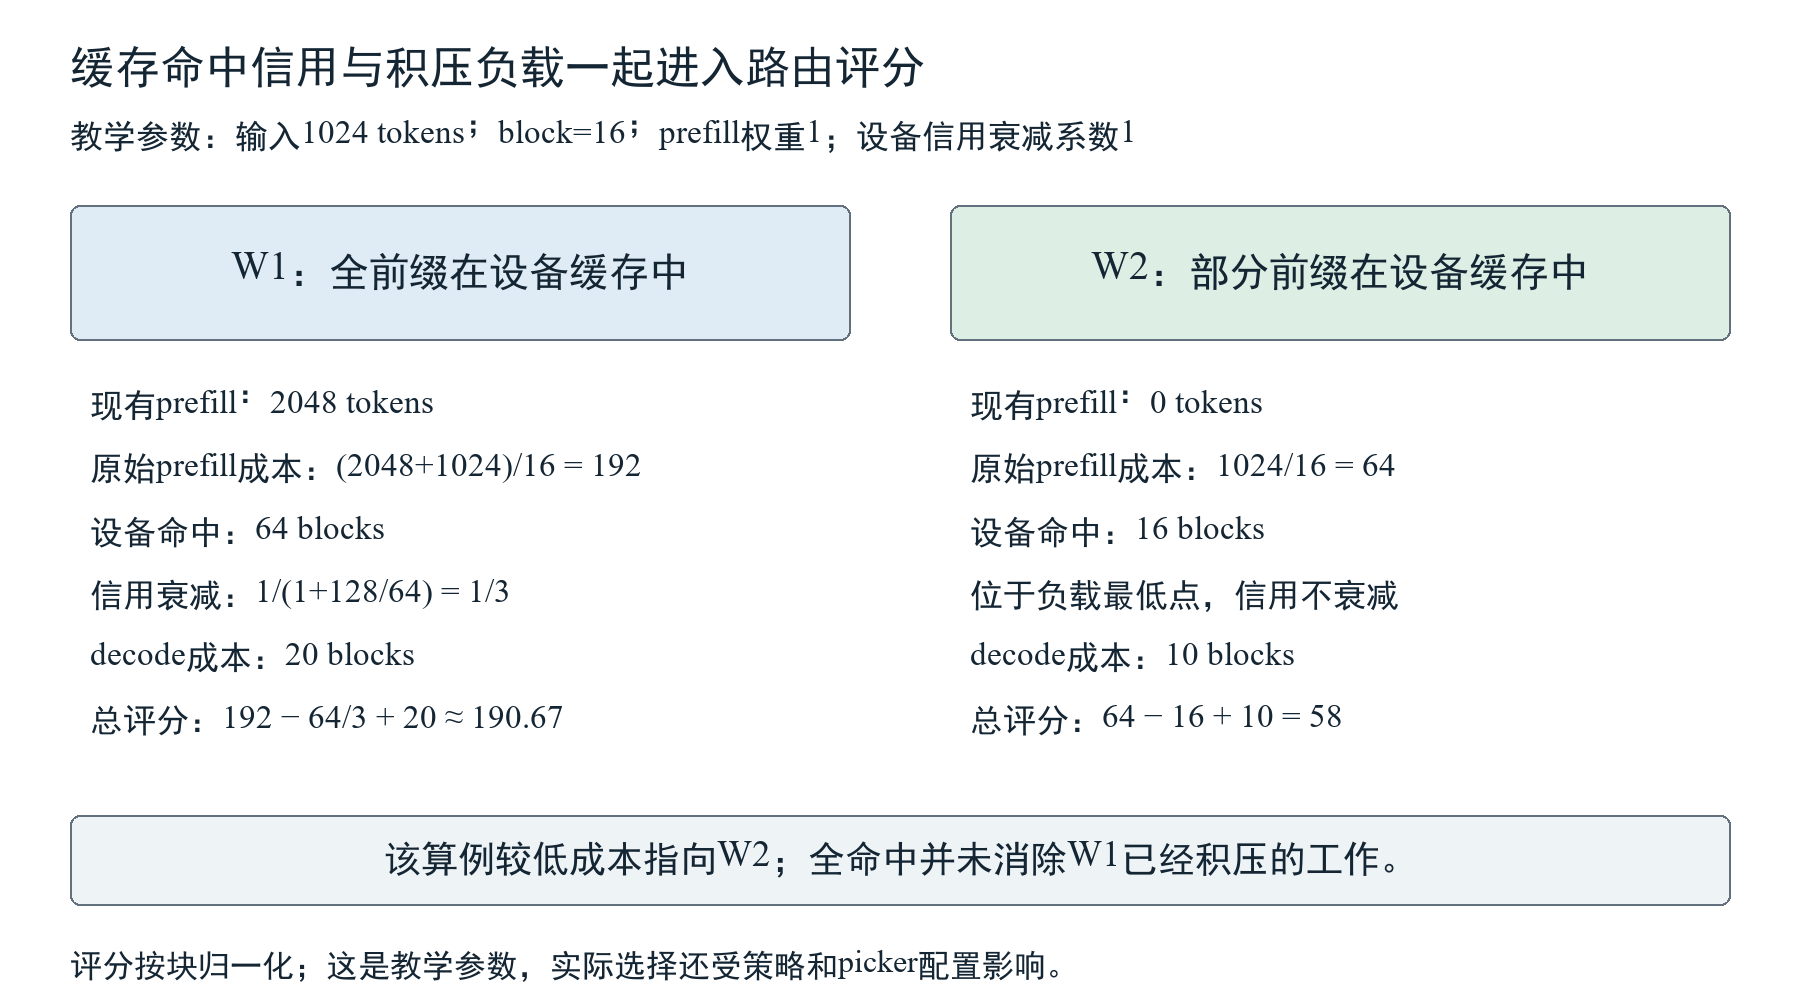 缓存命中信用与积压负载一起进入路由评分
教学参数：输入1024 tokens；block=16；prefill权重1；设备信用衰减系数1
W1：全前缀在设备缓存中
现有prefill：2048 tokens
原始prefill成本：(2048+1024)/16 = 192
设备命中：64 blocks
信用衰减：1/(1+128/64) = 1/3
decode成本：20 blocks
总评分：192 − 64/3 + 20 ≈ 190.67
W2：部分前缀在设备缓存中
现有prefill：0 tokens
原始prefill成本：1024/16 = 64
设备命中：16 blocks
位于负载最低点，信用不衰减
decode成本：10 blocks
总评分：64 − 16 + 10 = 58
该算例较低成本指向W2；全命中并未消除W1已经积压的工作。
评分按块归一化；这是教学参数，实际选择还受策略和picker配置影响。